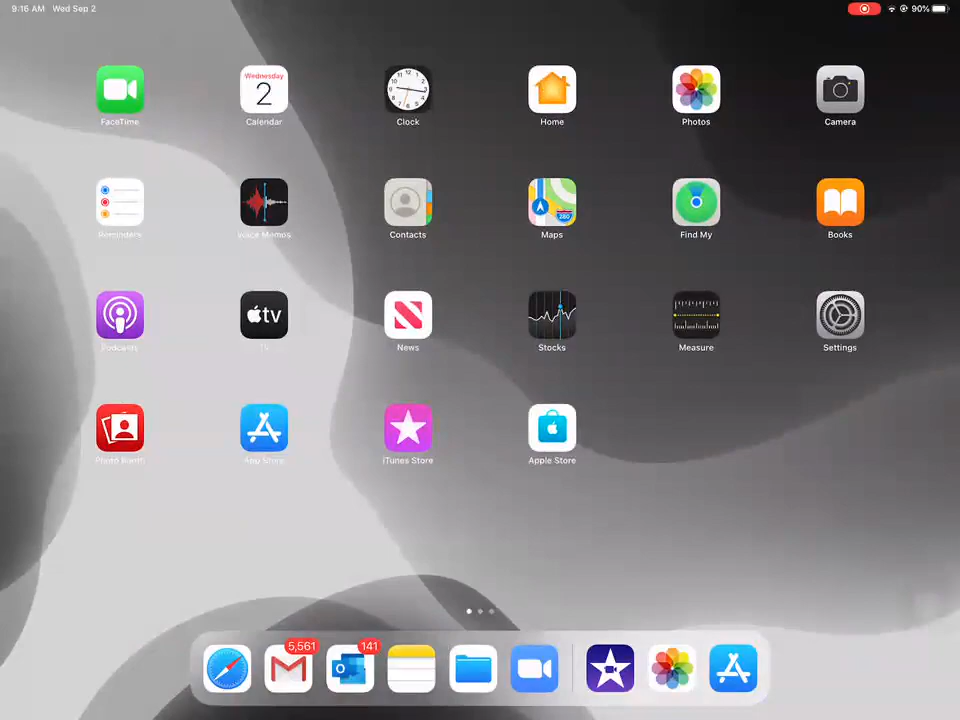 9:16 AM Wed Sep 2
90%
FaceTime
Wednesday
2
Calendar
Clock
Home
Photos
Camera
Reminders
Voice Memos
Contacts
280
Maps
Find My
Books
Podcasts
tv
TV
News
Stocks
Measure
Settings
Photo Booth
App Store
iTunes Store
Apple Store
5,561
141
O